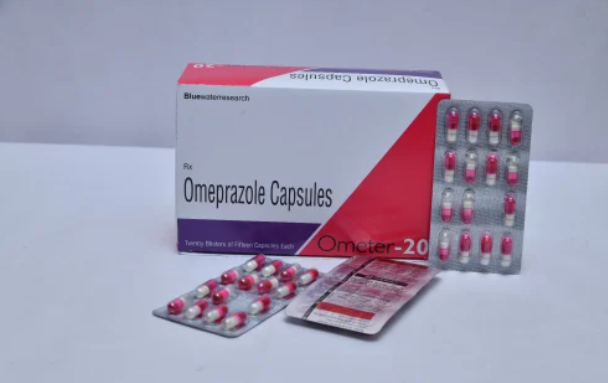 Omeprazole Capsules
Bluewaterresearch
Rx
Omeprazole Capsules
Twenty Blisters of Fifteen Capsules Each
Ometer-20